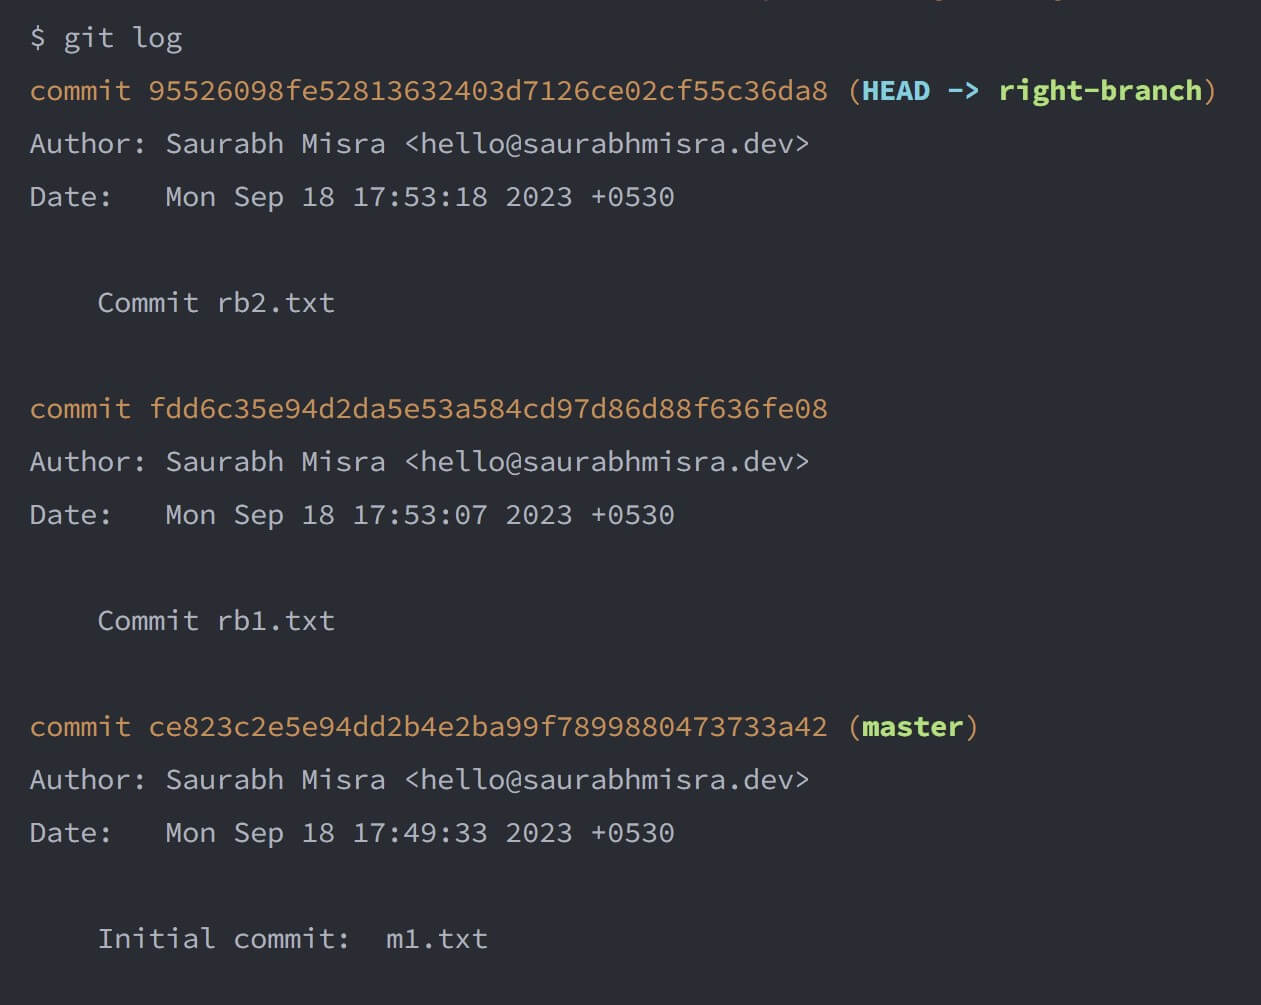 $ git log
commit 95526098fe52813632403d7126ce02cf55c36da8 (HEAD -> right-branch)
Author: Saurabh Misra <hello@saurabhmisra.dev>
Date:   Mon Sep 18 17:53:18 2023 +0530
Commit rb2.txt
commit fdd6c35e94d2da5e53a584cd97d86d88f636fe08
Author: Saurabh Misra <hello@saurabhmisra.dev>
Date:   Mon Sep 18 17:53:07 2023 +0530
Commit rb1.txt
commit ce823c2e5e94dd2b4e2ba99f7899880473733a42 (master)
Author: Saurabh Misra <hello@saurabhmisra.dev>
Date:   Mon Sep 18 17:49:33 2023 +0530
Initial commit:  m1.txt